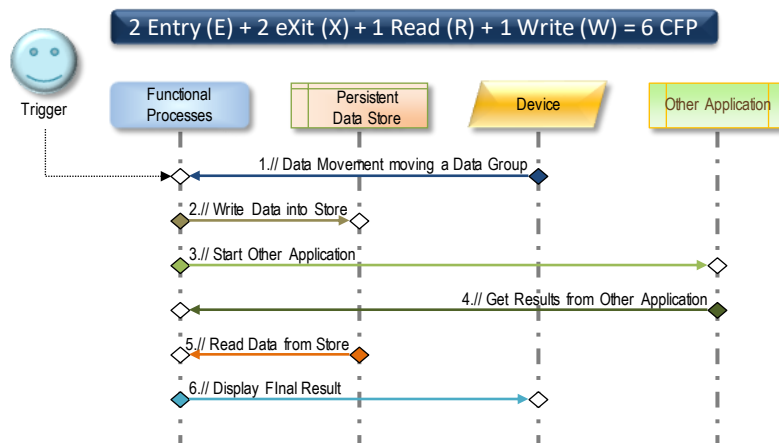 2 Entry (E) + 2 eXit (X) + 1 Read (R) + 1 Write (W) = 6 CFP
Trigger
Functional
Processes
Persistent
Data Store
Device
Other Application
1.// Data Movement moving a Data Group
2.// Write Data into Store
3.// Start Other Application
4.// Get Results from Other Application
5.// Read Data from Store
6.// Display FInal Result